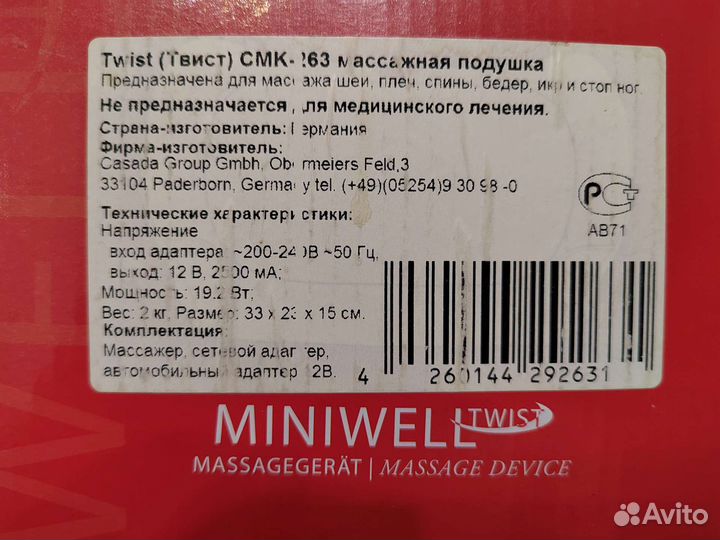 Twist (Твист) СМК-263 массажная подушка
Предназначена для массажа шеи, плеч, спины, бедер, икр и стоп ног.
Не предназначается для медицинского лечения.
Страна-изготовитель: Германия
Фирма-изготовитель:
Casada Group Gmbh, Obermeiers Feld,3
33104 Paderborn, Germany tel. (+49)(05254)9 30 98-0
Технические характеристики:
Напряжение
вход адаптера: ~200-240В ~50 Гц,
выход: 12 В, 2500 мА;
Мощность: 19.2 Вт;
Вес: 2 кг, Размер: 33 х 23 х 15 см.
Комплектация:
Массажер, сетевой адаптер,
автомобильный адаптер 12В.
РСТ
АВ71
4 260144 292631
MINIWELL TWIST
MASSAGEGERÄT | MASSAGE DEVICE
Avito